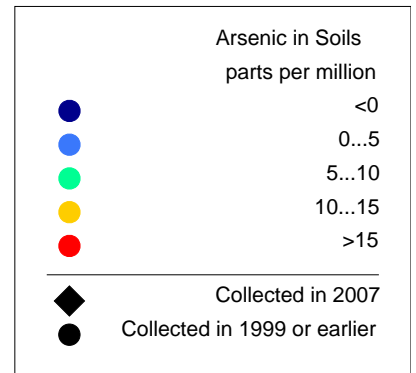 Arsenic in Soils
parts per million
<0
0...5
5...10
10...15
>15
Collected in 2007
Collected in 1999 or earlier